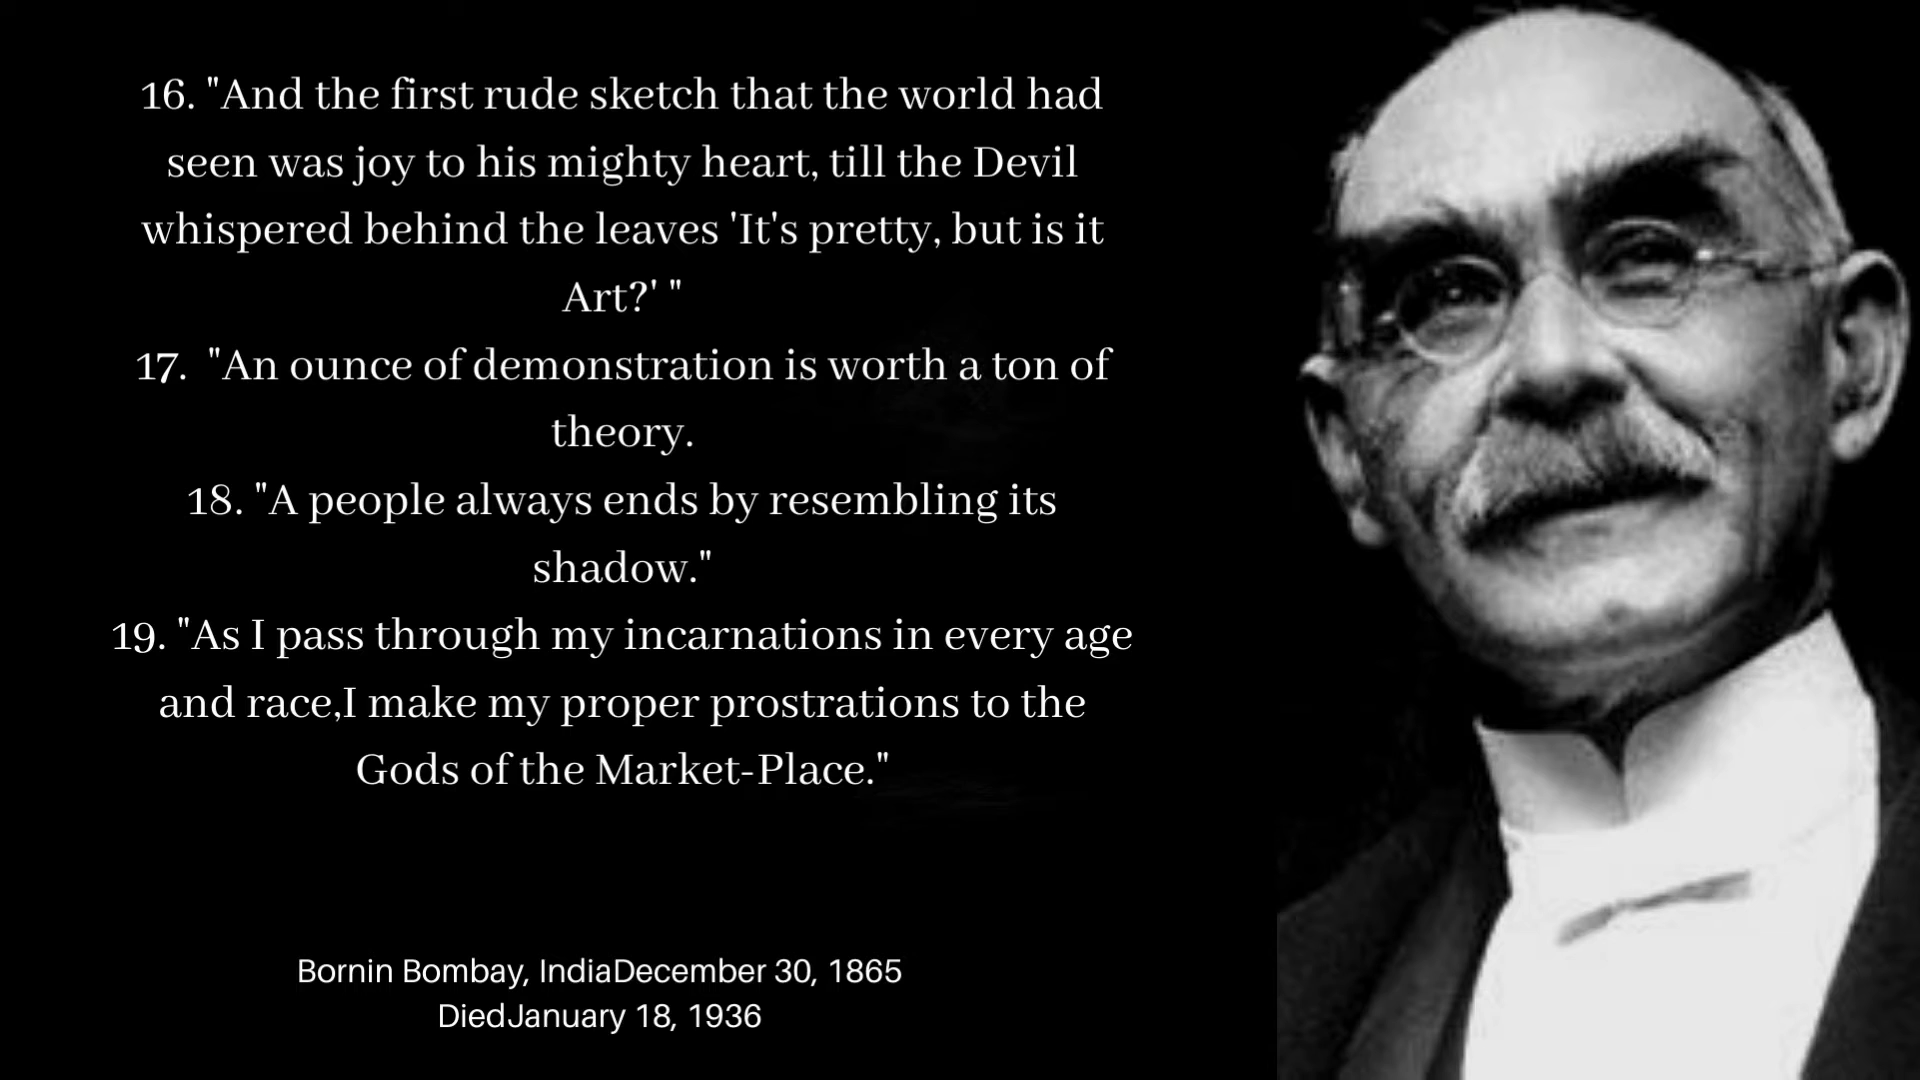 16. "And the first rude sketch that the world had
seen was joy to his mighty heart, till the Devil
whispered behind the leaves 'It's pretty, but is it
Art?' "
17.  "An ounce of demonstration is worth a ton of
theory.
18. "A people always ends by resembling its
shadow."
19. "As I pass through my incarnations in every age
and race,I make my proper prostrations to the
Gods of the Market-Place."
Bornin Bombay, IndiaDecember 30, 1865
DiedJanuary 18, 1936